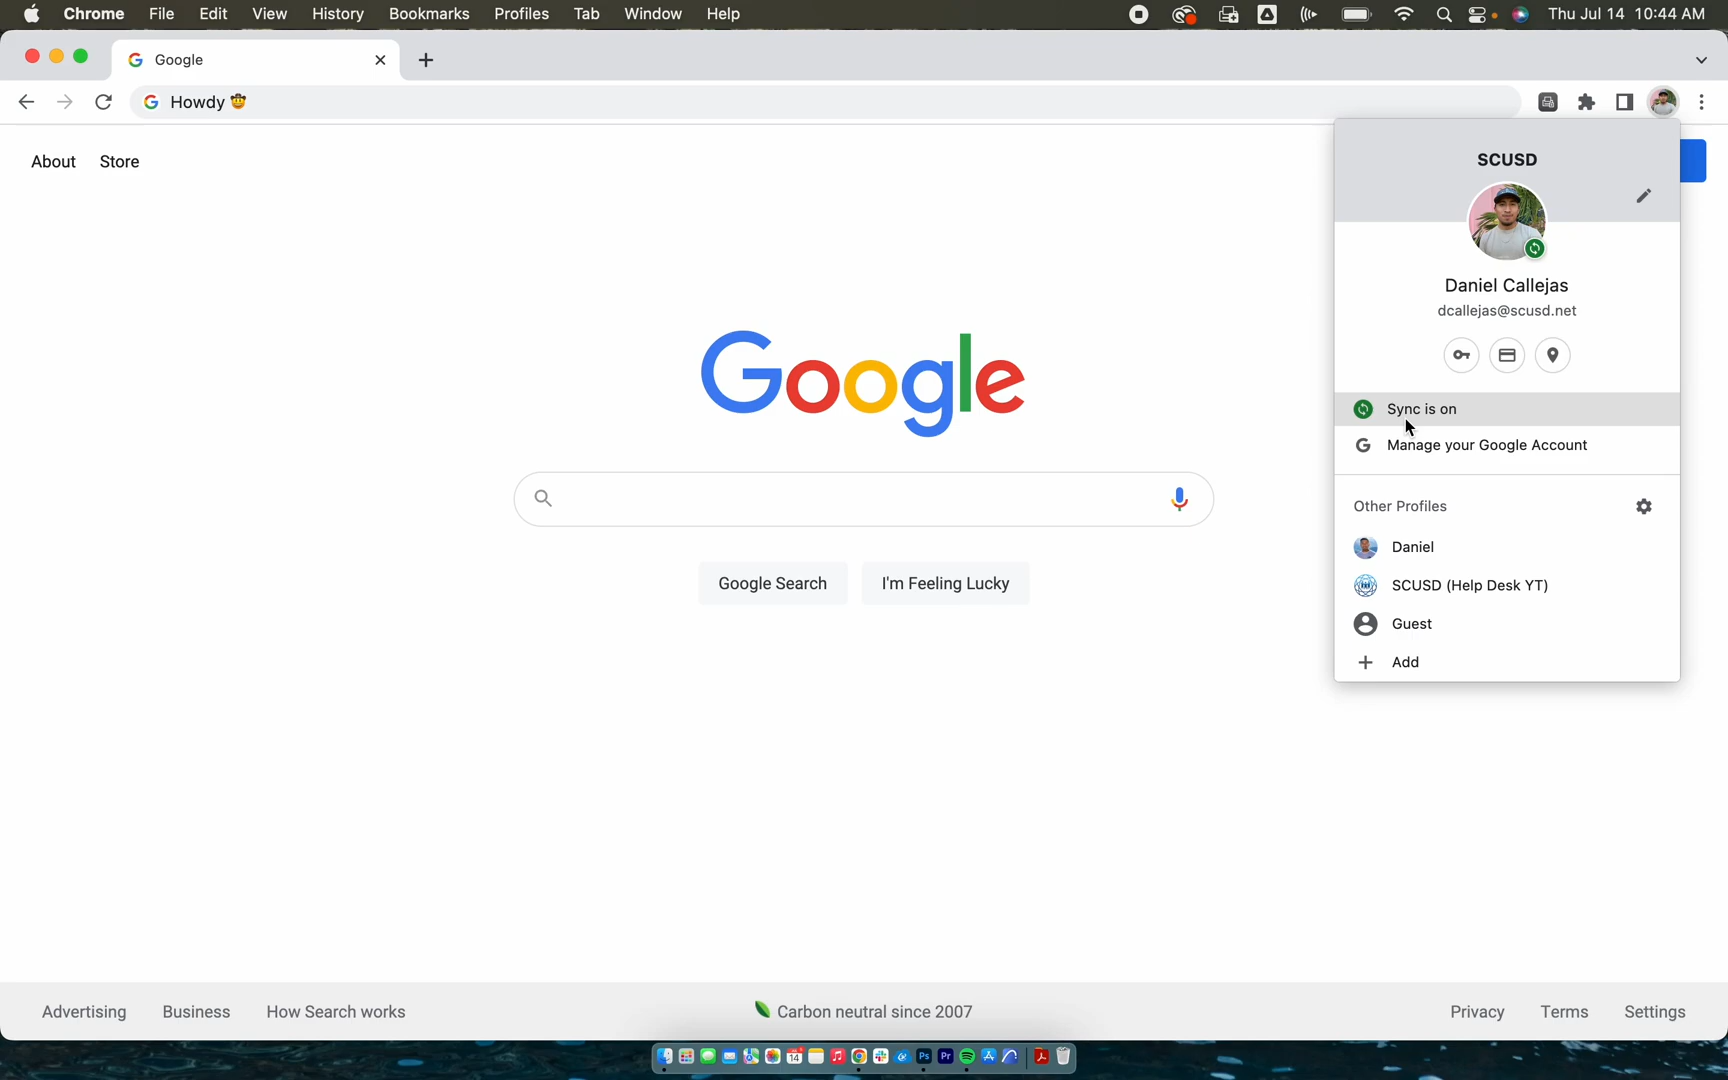 Chrome File Edit View History Bookmarks Profiles Tab Window Help Thu Jul 14 10:44 AM
Google
Howdy 🤠
About Store
SCUSD
Daniel Callejas
dcallejas@scusd.net
Sync is on
Manage your Google Account
Other Profiles
Daniel
SCUSD (Help Desk YT)
Guest
Add
Google
Google Search I'm Feeling Lucky
Advertising Business How Search works Carbon neutral since 2007 Privacy Terms Settings
14 Ps Pr